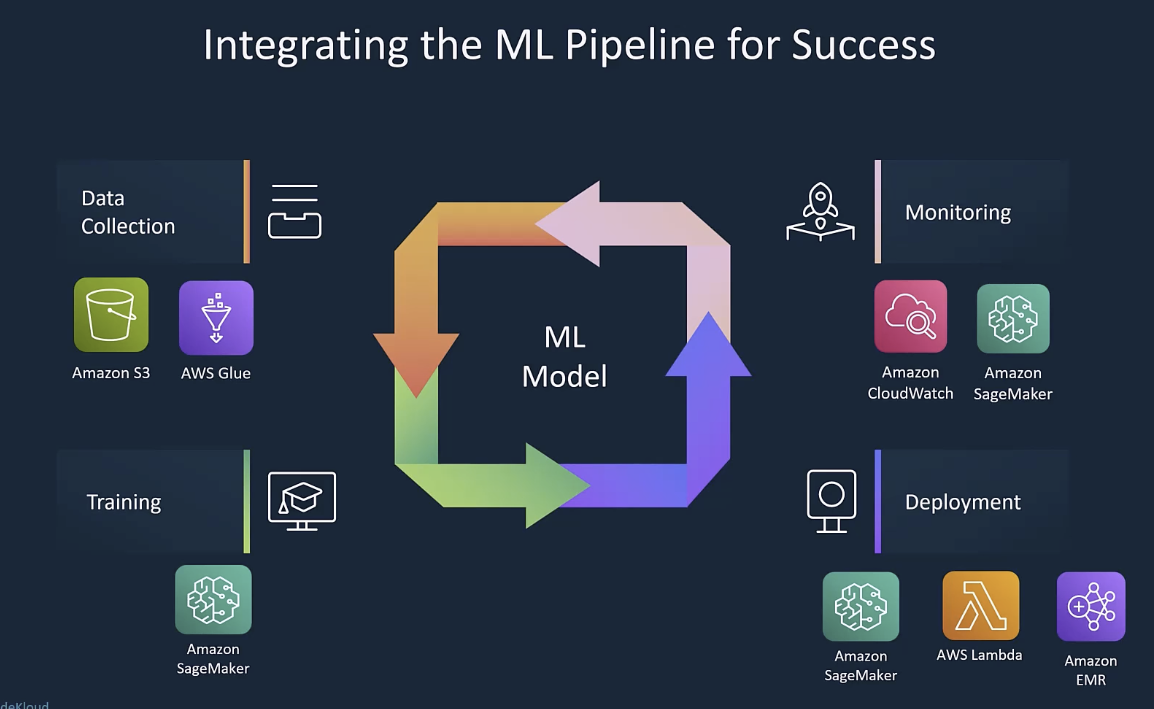 Integrating the ML Pipeline for Success
Data
Collection
Amazon S3
AWS Glue
ML
Model
Monitoring
Amazon
CloudWatch
Amazon
SageMaker
Training
Amazon
SageMaker
Deployment
Amazon
SageMaker
AWS Lambda
Amazon
EMR
deKloud